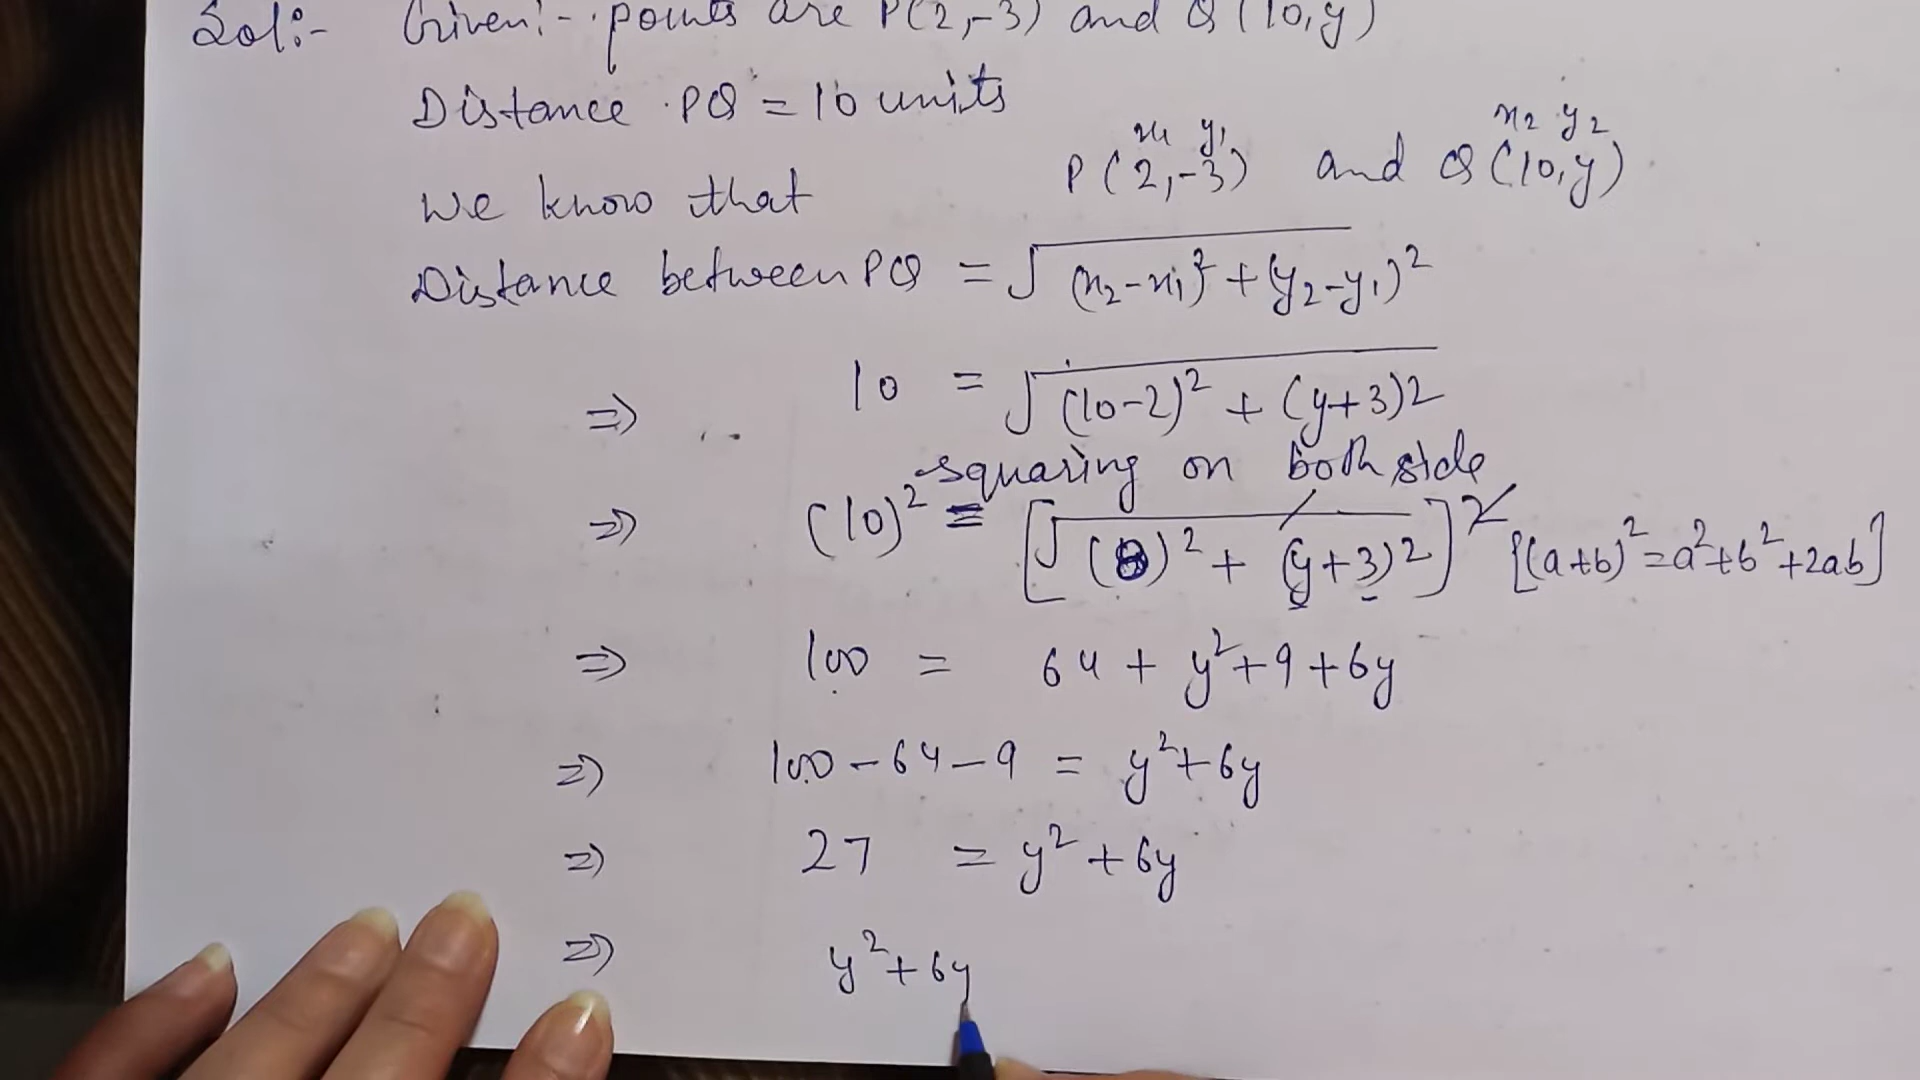 Sol:- Given:- points are P(2,-3) and Q(10,y)
Distance PQ = 10 units
x1 y1 x2 y2
We know that P(2,-3) and Q(10,y)
Distance between PQ = √(x2-x1)²+(y2-y1)²
⇒ 10 = √(10-2)² + (y+3)2
squaring on both side
⇒ (10)² = [√(8)² + (y+3)2]² [(a+b)²=a²+b²+2ab]
⇒ 100 = 64 + y²+9+6y
⇒ 100-64-9 = y²+6y
⇒ 27 = y²+6y
⇒ y²+6y